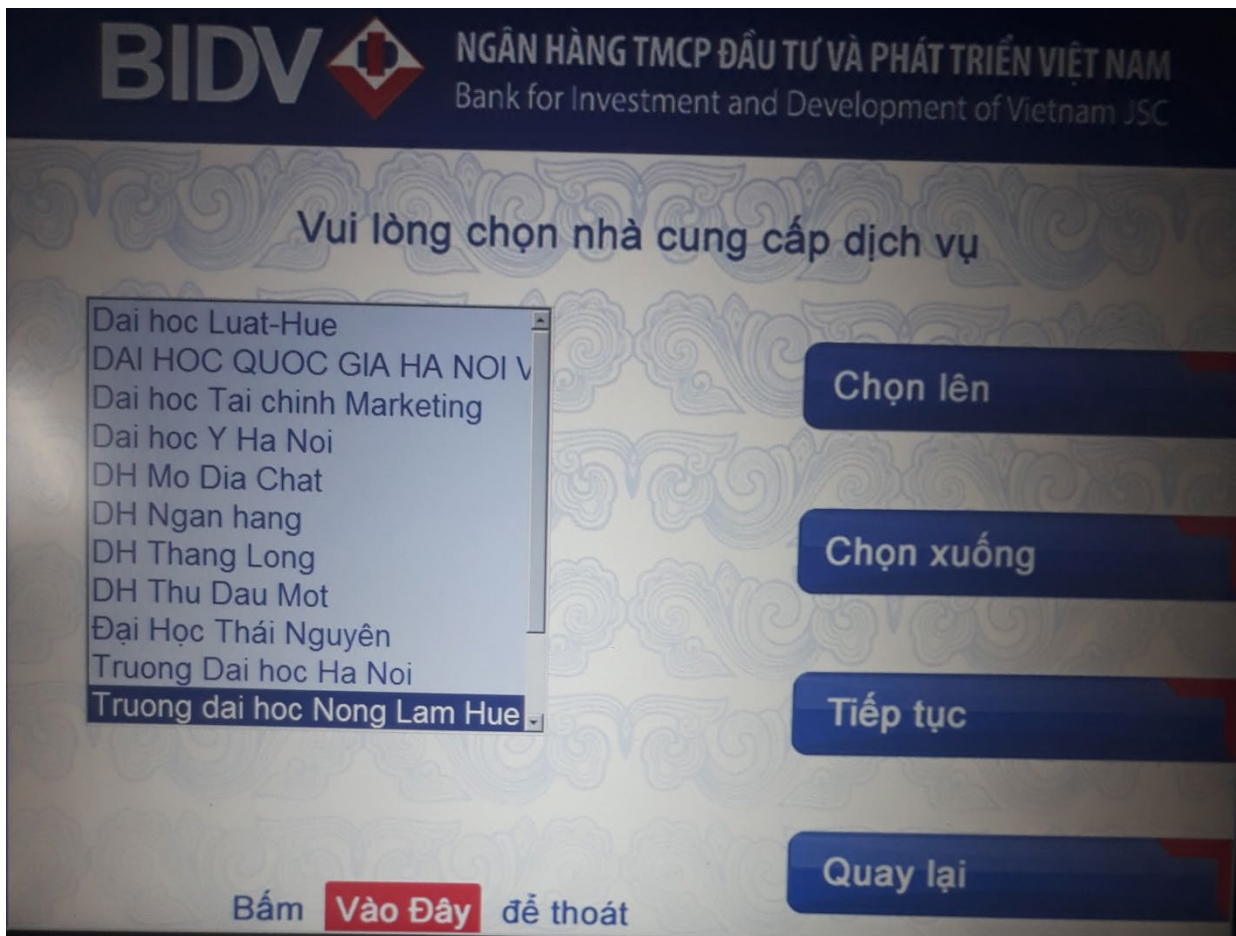 BIDV
NGÂN HÀNG TMCP ĐẦU TƯ VÀ PHÁT TRIỂN VIỆT NAM
Bank for Investment and Development of Vietnam JSC
Vui lòng chọn nhà cung cấp dịch vụ
Dai hoc Luat-Hue
DAI HOC QUOC GIA HA NOI V
Dai hoc Tai chinh Marketing
Dai hoc Y Ha Noi
DH Mo Dia Chat
DH Ngan hang
DH Thang Long
DH Thu Dau Mot
Đại Học Thái Nguyên
Truong Dai hoc Ha Noi
Truong dai hoc Nong Lam Hue
Chọn lên
Chọn xuống
Tiếp tục
Quay lại
Bấm Vào Đây để thoát